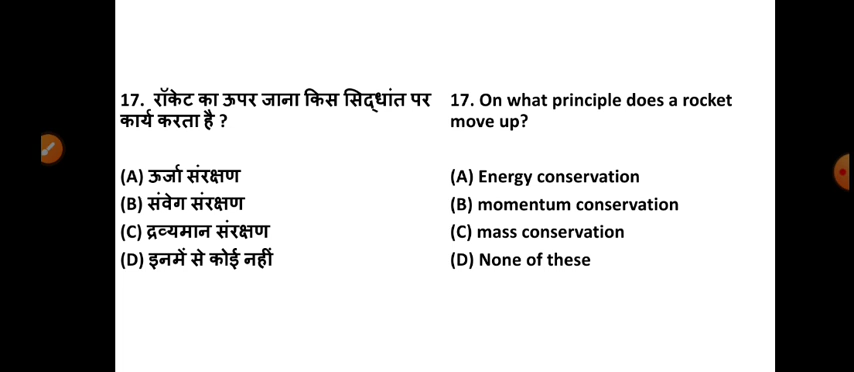 17. रॉकेट का ऊपर जाना किस सिद्धांत पर
कार्य करता है ?
(A) ऊर्जा संरक्षण
(B) संवेग संरक्षण
(C) द्रव्यमान संरक्षण
(D) इनमें से कोई नहीं
17. On what principle does a rocket
move up?
(A) Energy conservation
(B) momentum conservation
(C) mass conservation
(D) None of these